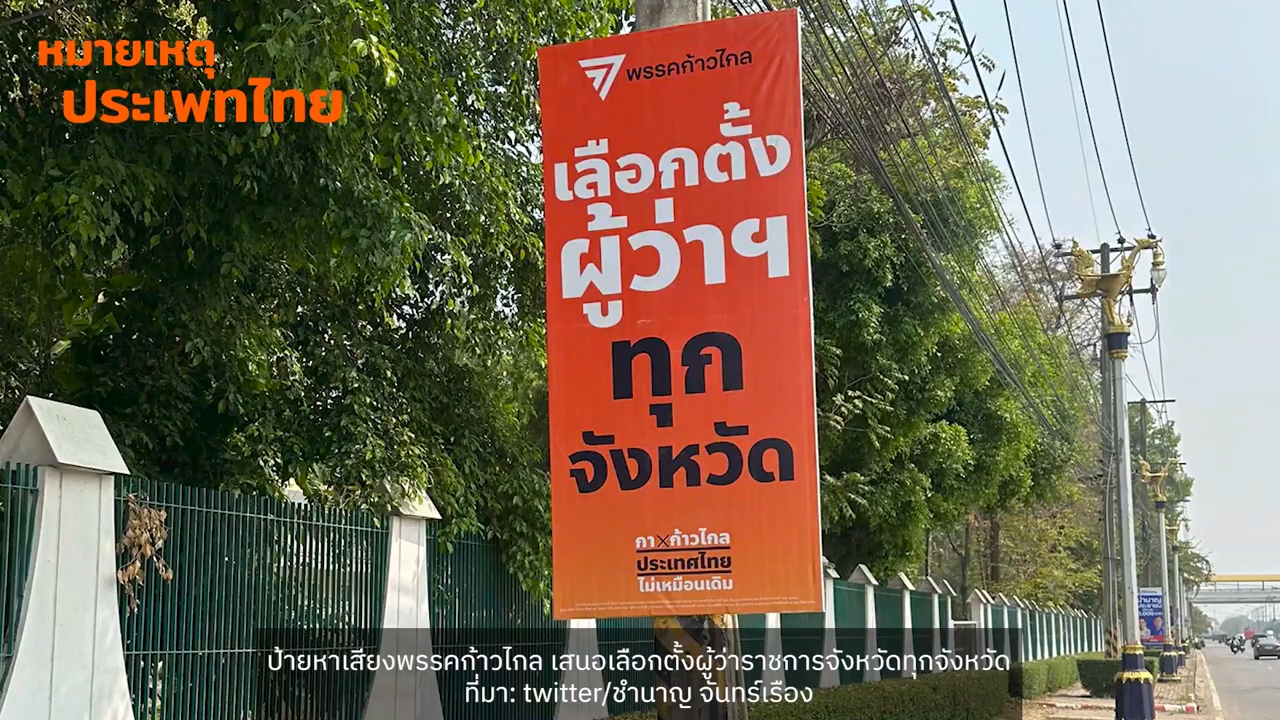 หมายเหตุ
ประเพทไทย
พรรคก้าวไกล
เลือกตั้ง
ผู้ว่าฯ
ทุก
จังหวัด
กา
ก้าวไกล
ประเทศไทย
ไม่เหมือนเดิม
ป้ายหาเสียงพรรคก้าวไกล เสนอเลือกตั้งผู้ว่าราชการจังหวัดทุกจังหวัด
ที่มา: twitter/ชำนาญ จันทร์เรือง